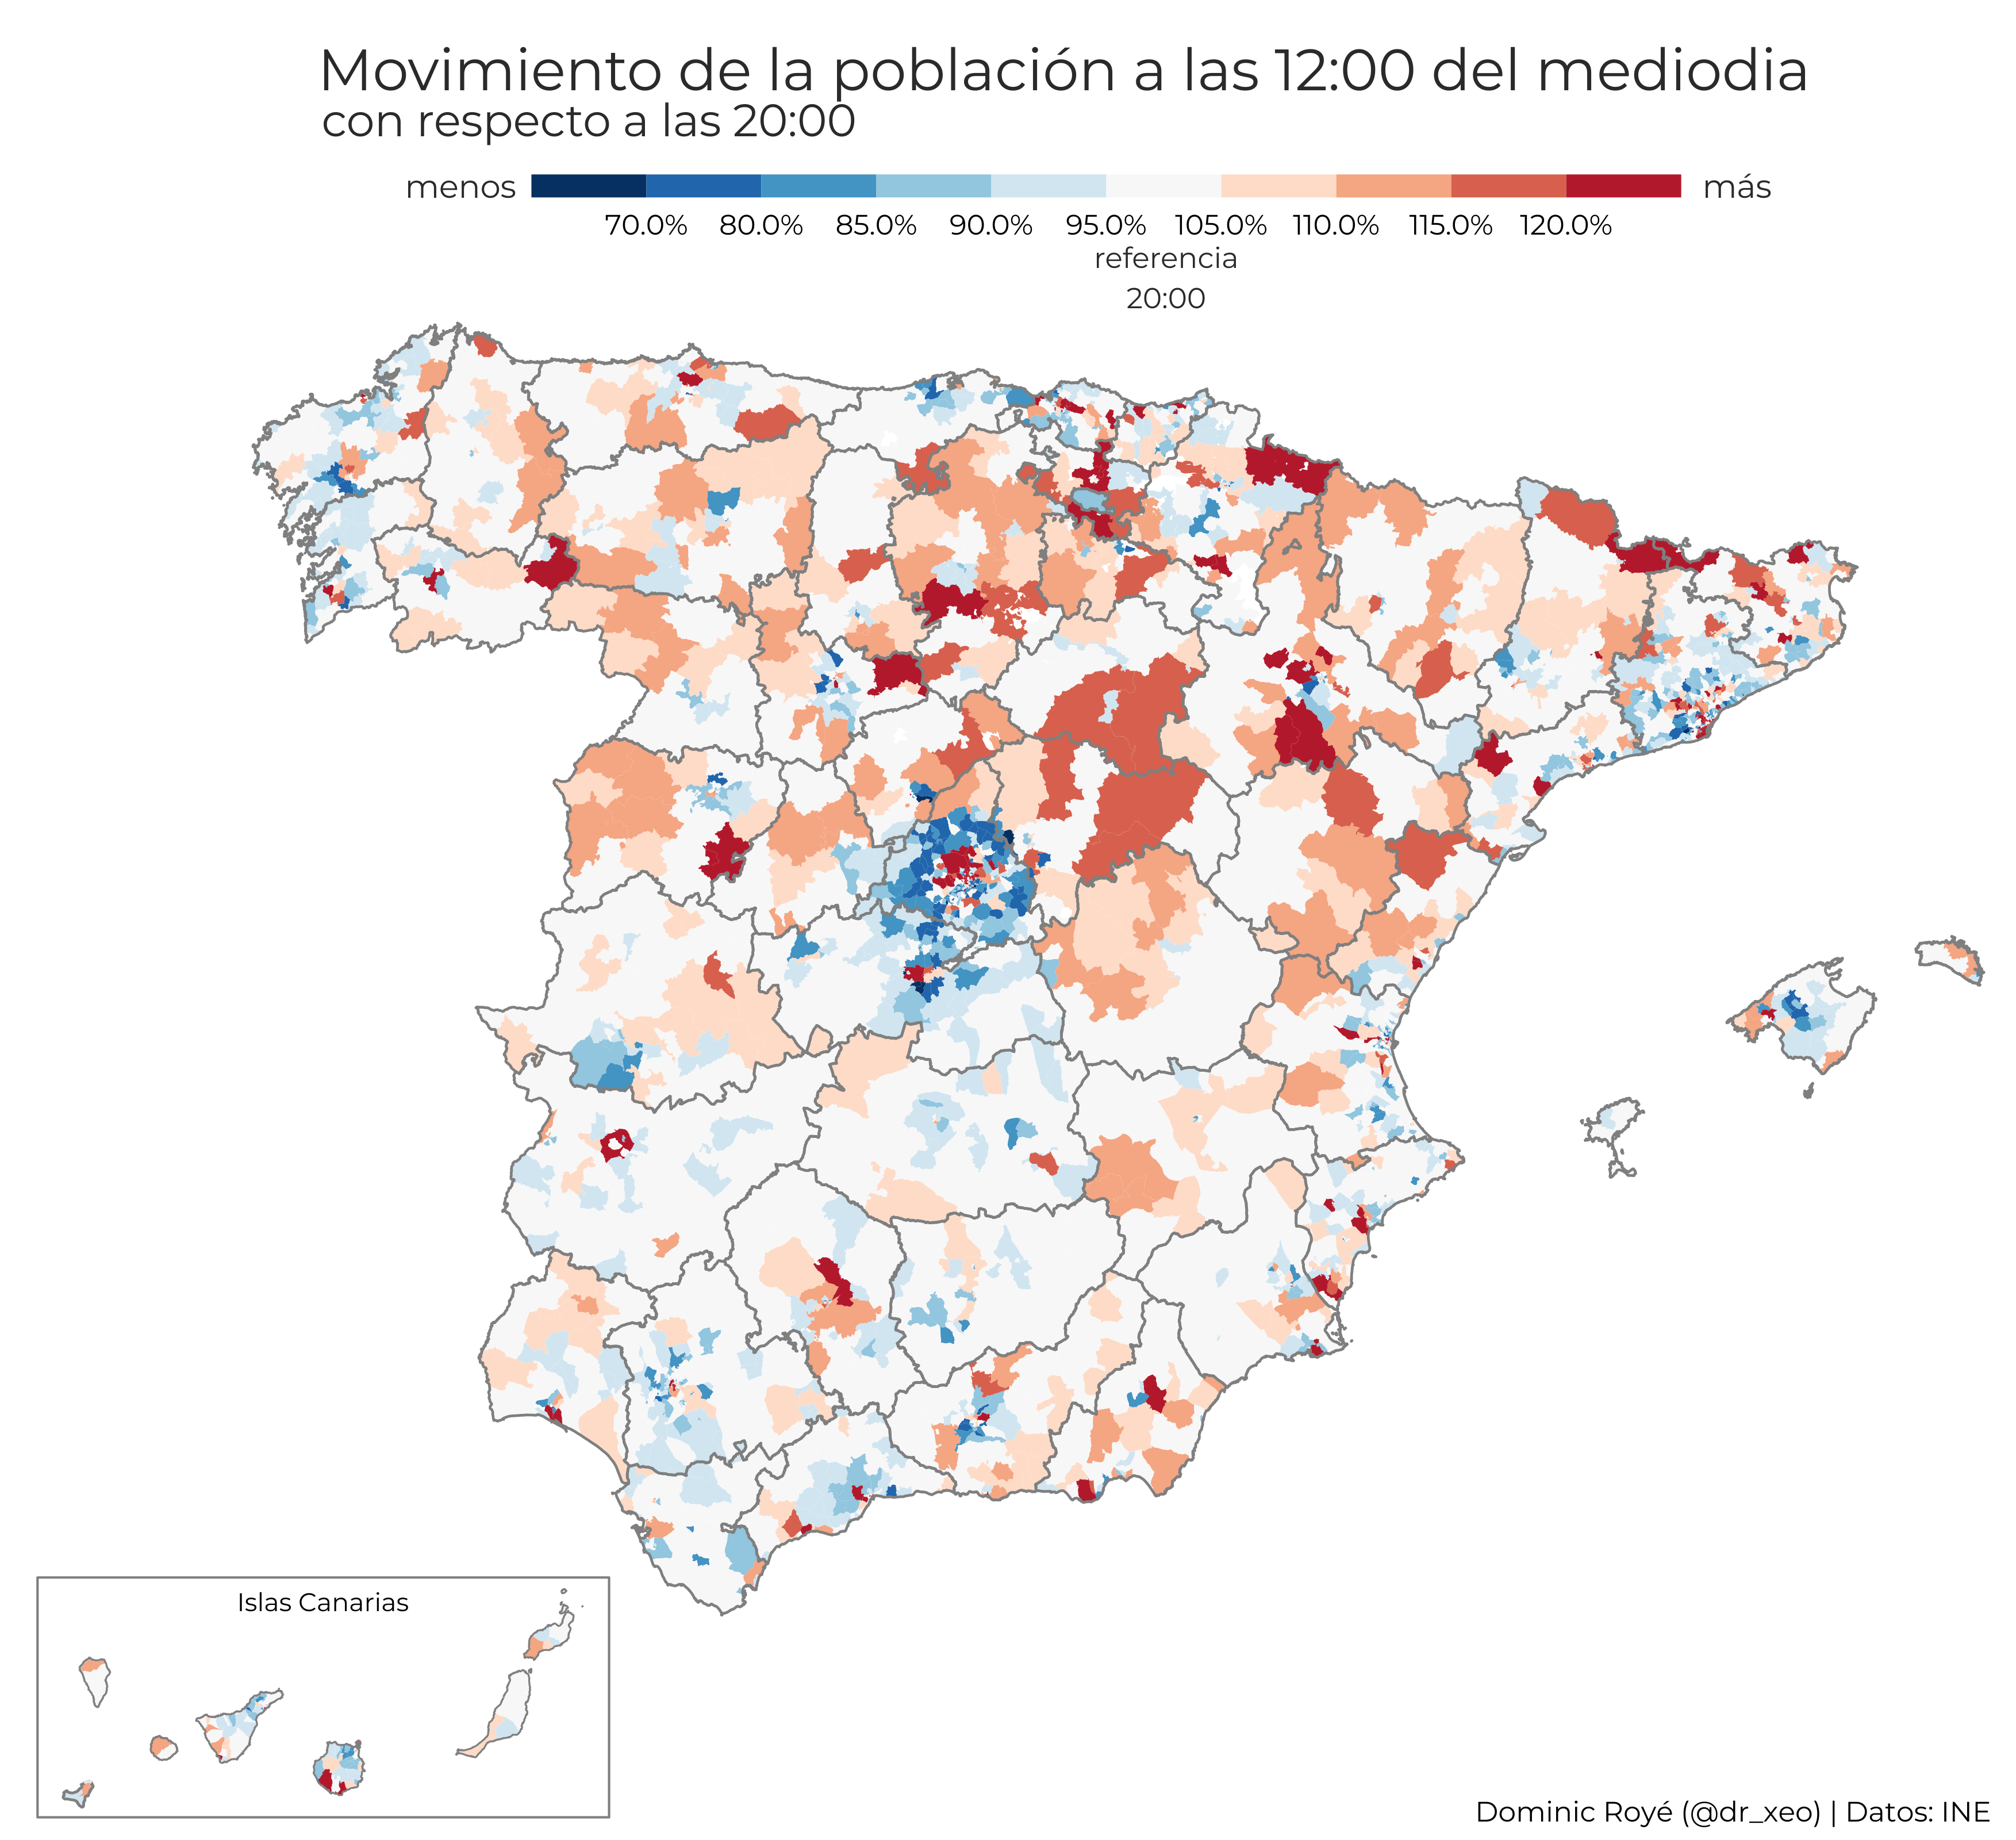 Movimiento de la población a las 12:00 del mediodia
con respecto a las 20:00
menos más
70.0% 80.0% 85.0% 90.0% 95.0% 105.0% 110.0% 115.0% 120.0%
referencia
20:00
Islas Canarias
Dominic Royé (@dr_xeo) | Datos: INE